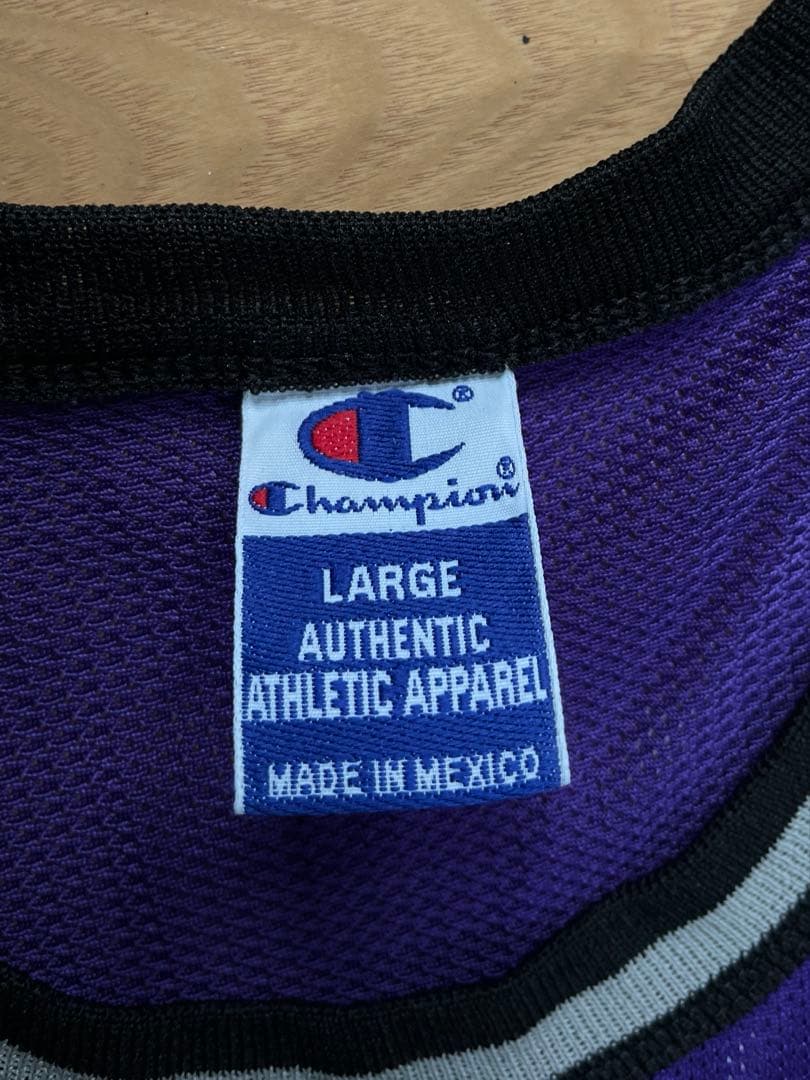 ®
Champion®
LARGE
AUTHENTIC
ATHLETIC APPAREL
MADE IN MEXICO